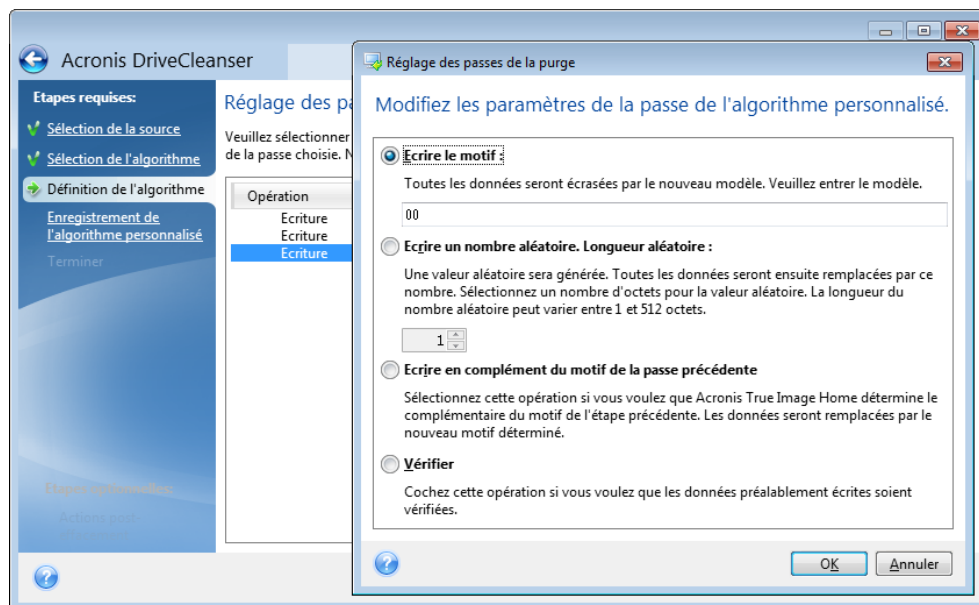 Acronis DriveCleanser
Etapes requises:
Sélection de la source
Sélection de l'algorithme
Définition de l'algorithme
Enregistrement de
l'algorithme personnalisé
Terminer
Etapes optionnelles:
Actions post
Réglage des pa
Veuillez sélectionner
de la passe choisie. N
Opération
Ecriture
Ecriture
Ecriture
Réglage des passes de la purge
Modifiez les paramètres de la passe de l'algorithme personnalisé.
Ecrire le motif :
Toutes les données seront écrasées par le nouveau modèle. Veuillez entrer le modèle.
00
Ecrire un nombre aléatoire. Longueur aléatoire :
Une valeur aléatoire sera générée. Toutes les données seront ensuite remplacées par ce
nombre. Sélectionnez un nombre d'octets pour la valeur aléatoire. La longueur du
nombre aléatoire peut varier entre 1 et 512 octets.
1
Ecrire en complément du motif de la passe précédente
Sélectionnez cette opération si vous voulez que Acronis True Image Home détermine le
complémentaire du motif de l'étape précédente. Les données seront remplacées par le
nouveau motif déterminé.
Vérifier
Cochez cette opération si vous voulez que les données préalablement écrites soient
vérifiées.
OK
Annuler